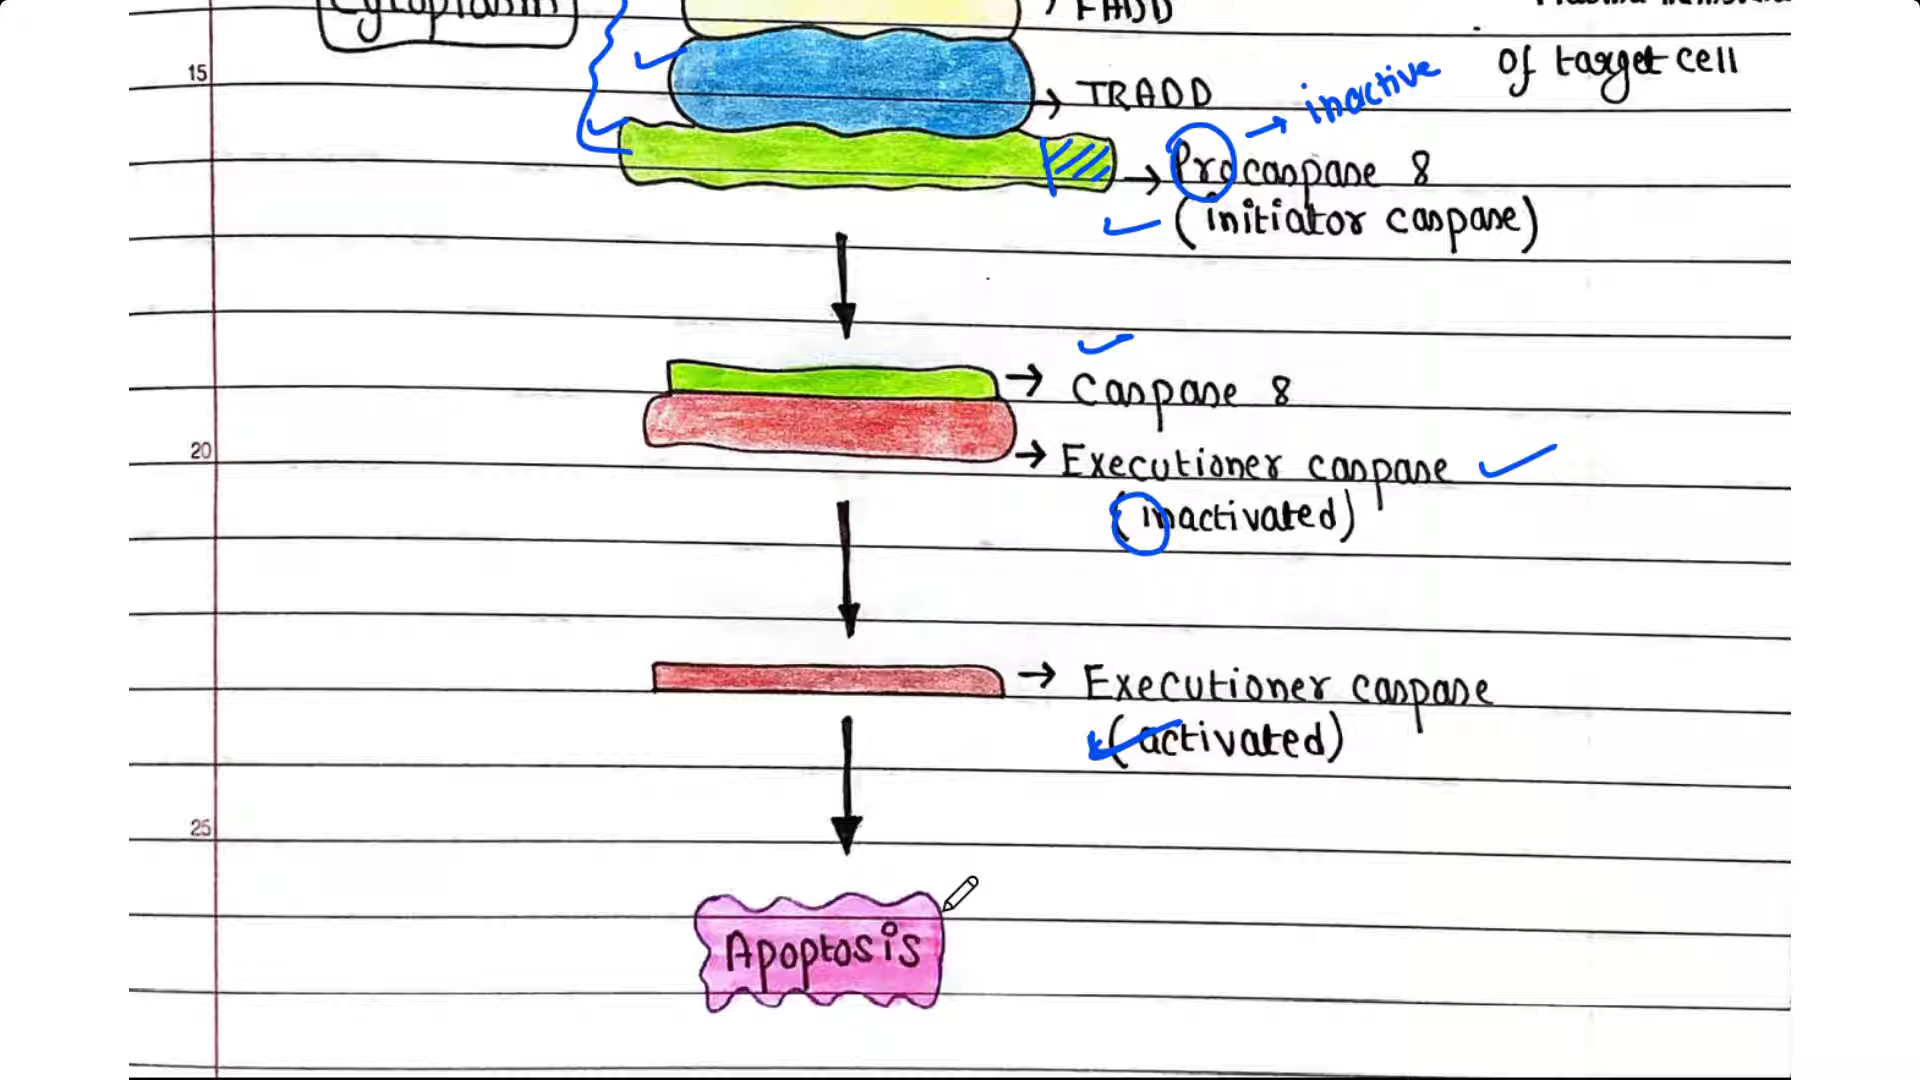 Cytoplasm
FADD
of target cell
15
TRADD
inactive
Procaspase 8
(initiator caspase)
Caspase 8
20
Executioner caspase
(inactivated)
Executioner caspase
(activated)
25
Apoptosis